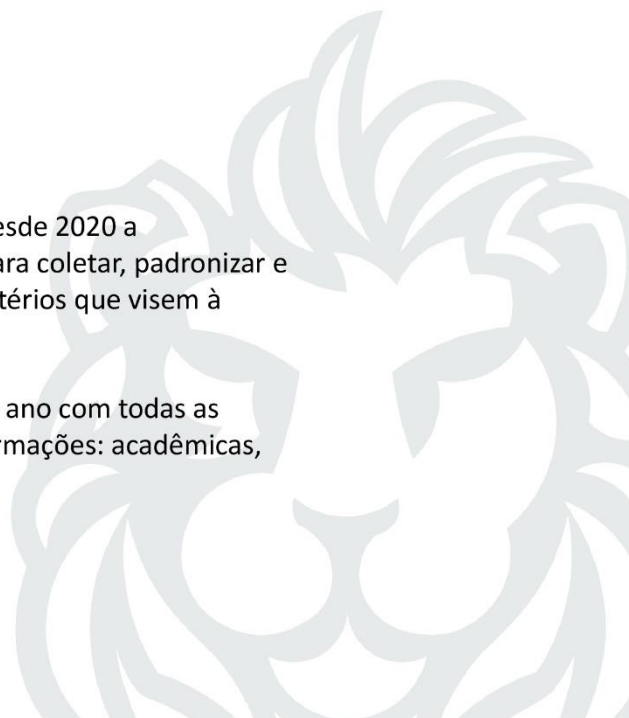 esde 2020 a
ara coletar, padronizar e
térios que visem à
ano com todas as
rmações: acadêmicas,